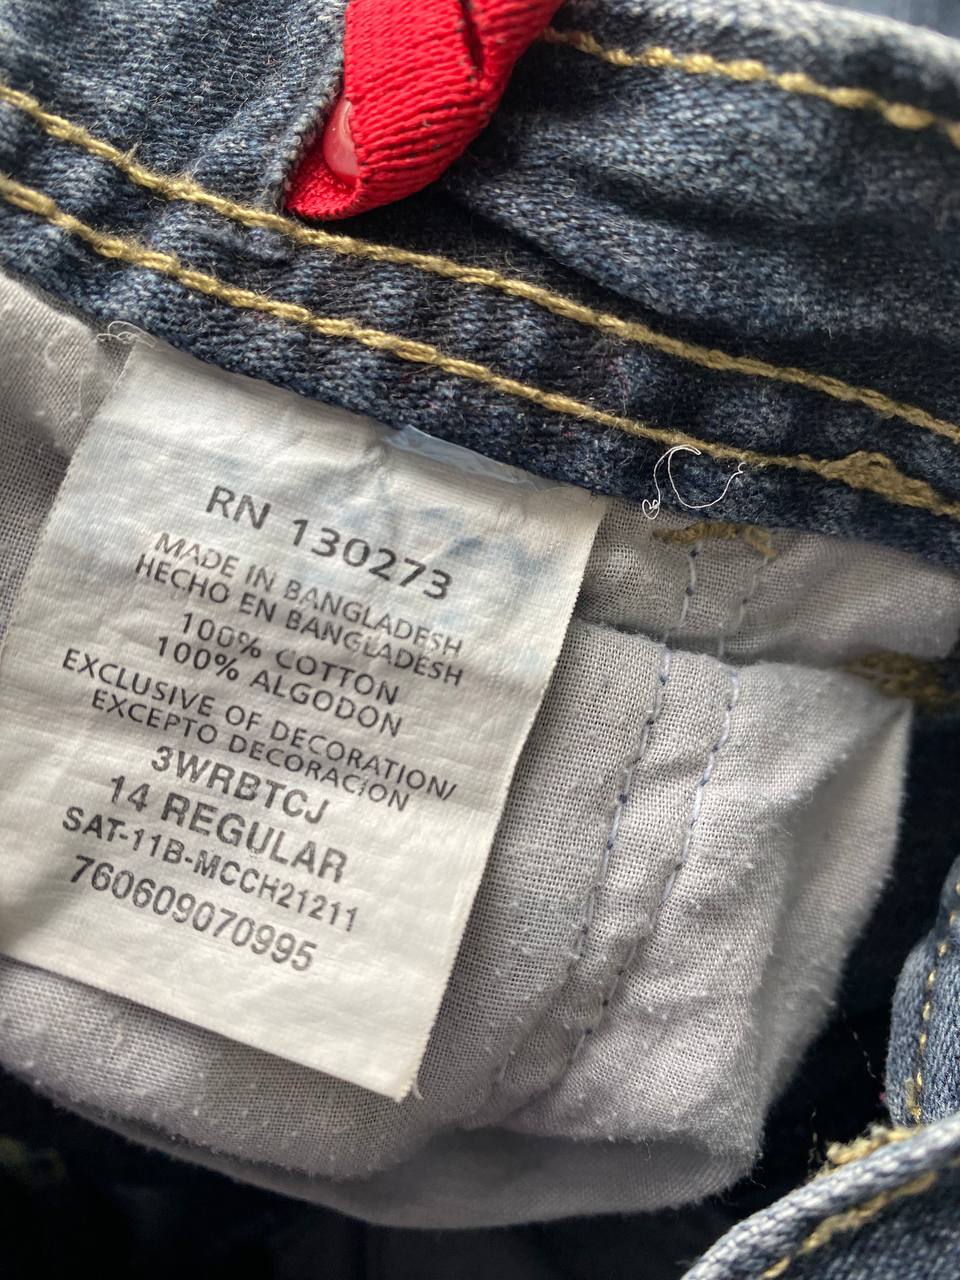 RN 130273
MADE IN BANGLADESH
HECHO EN BANGLADESH
100% COTTON
100% ALGODON
EXCLUSIVE OF DECORATION/
EXCEPTO DECORACIÓN
3WRBTCJ
14 REGULAR
SAT-11B-MCCH21211
760609070995